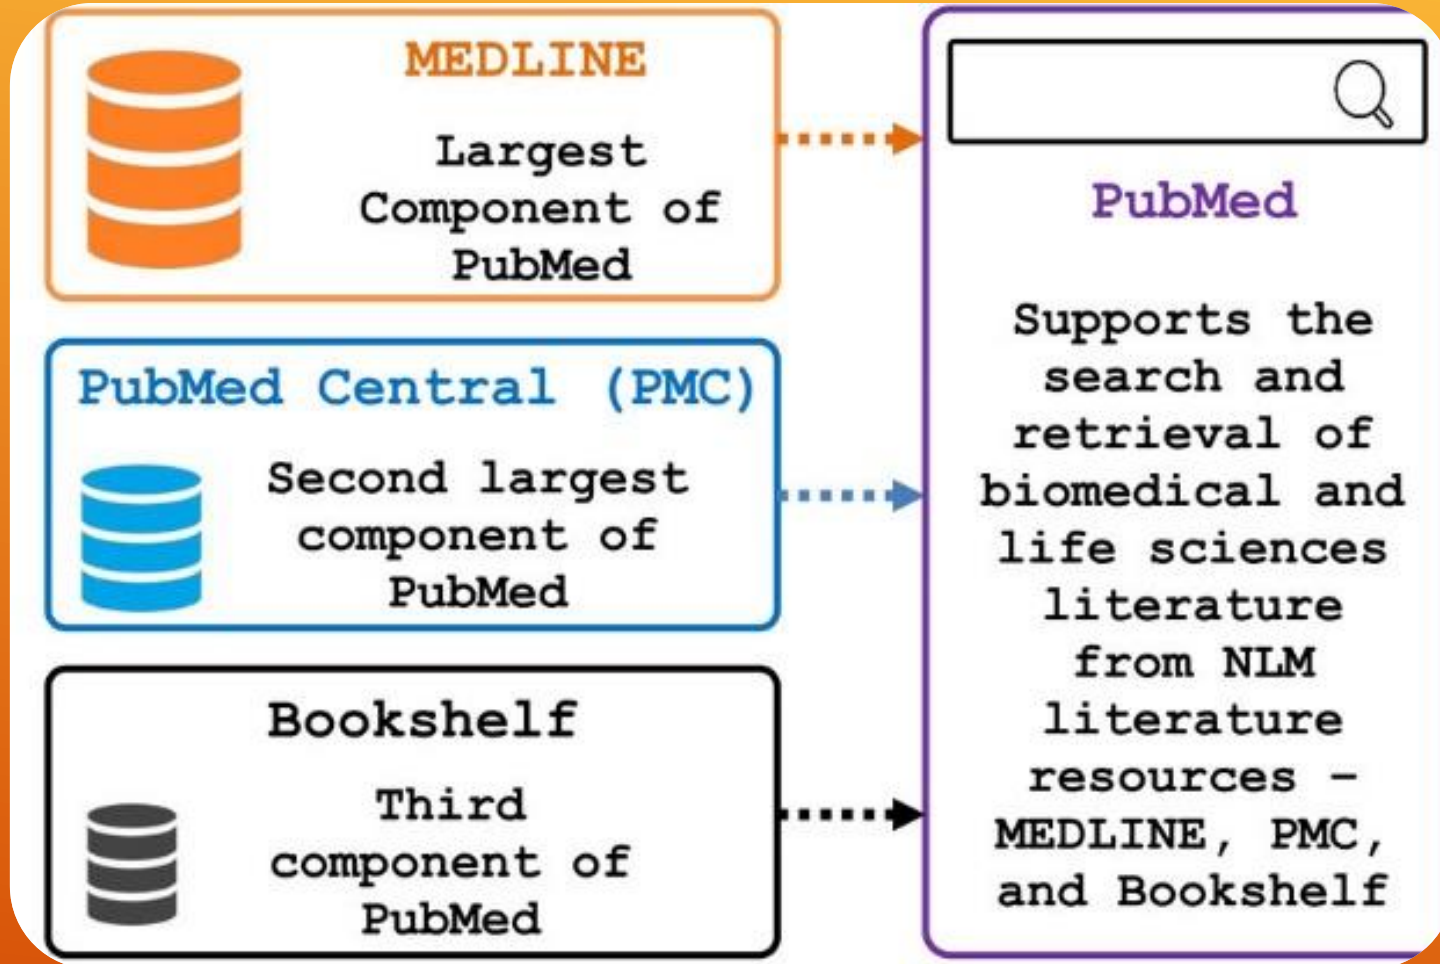 MEDLINE
Largest
Component of
PubMed
PubMed Central (PMC)
Second largest
component of
PubMed
Bookshelf
Third
component of
PubMed
PubMed
Supports the
search and
retrieval of
biomedical and
life sciences
literature
from NLM
literature
resources –
MEDLINE, PMC,
and Bookshelf